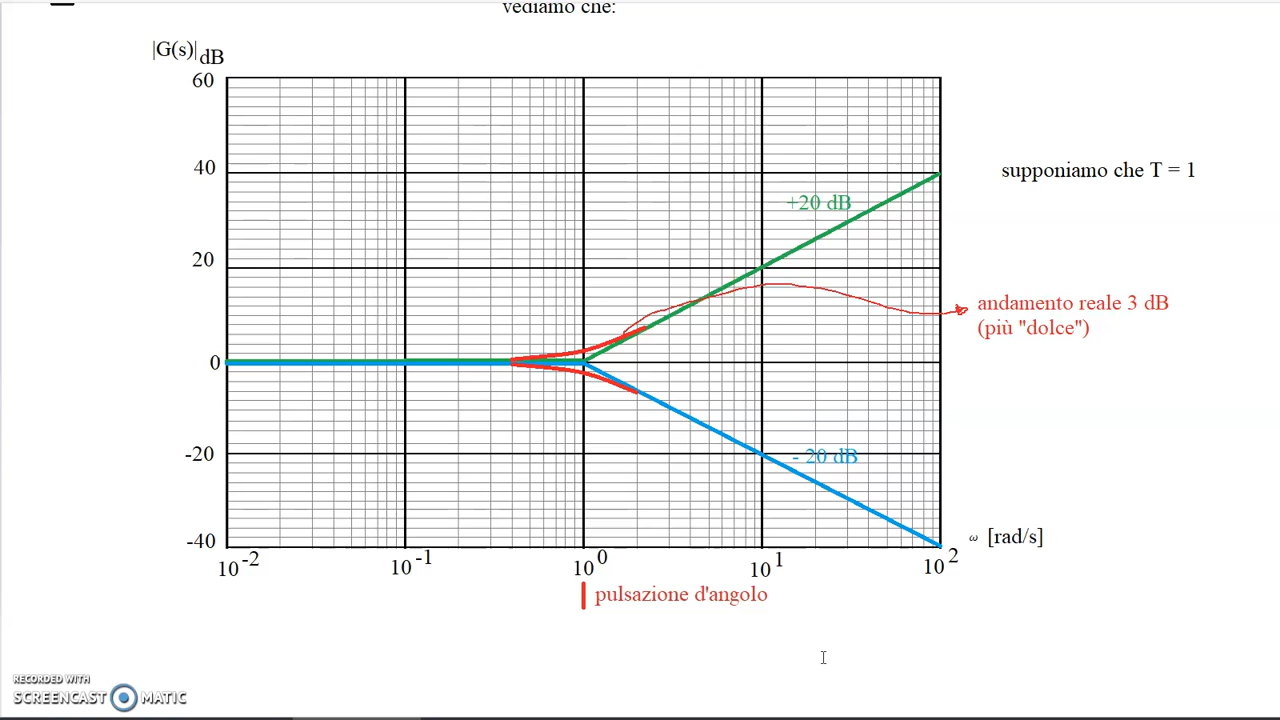 vediamo che:
|G(s)|dB
60
40
supponiamo che T = 1
+20 dB
20
andamento reale 3 dB
(più "dolce")
0
-20
- 20 dB
-40
ω [rad/s]
10-2
10-1
100
101
102
pulsazione d'angolo
RECORDED WITH
SCREENCAST MATIC